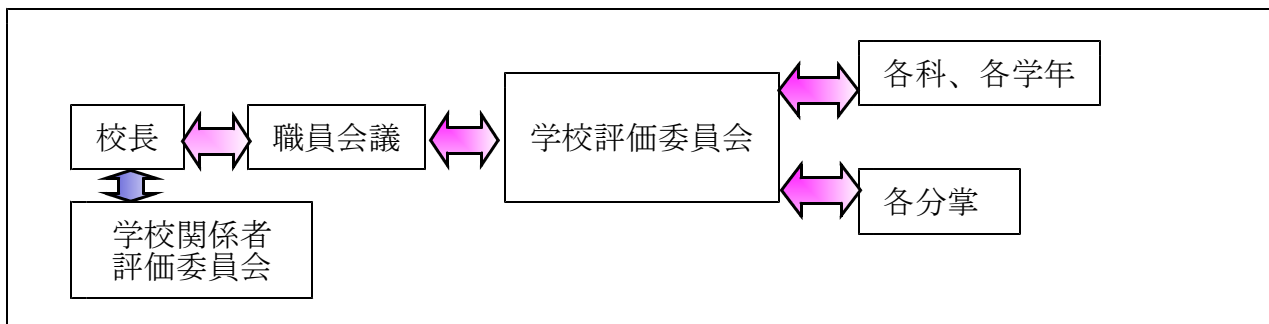 各科、各学年
校長
職員会議
学校評価委員会
各分掌
学校関係者
評価委員会